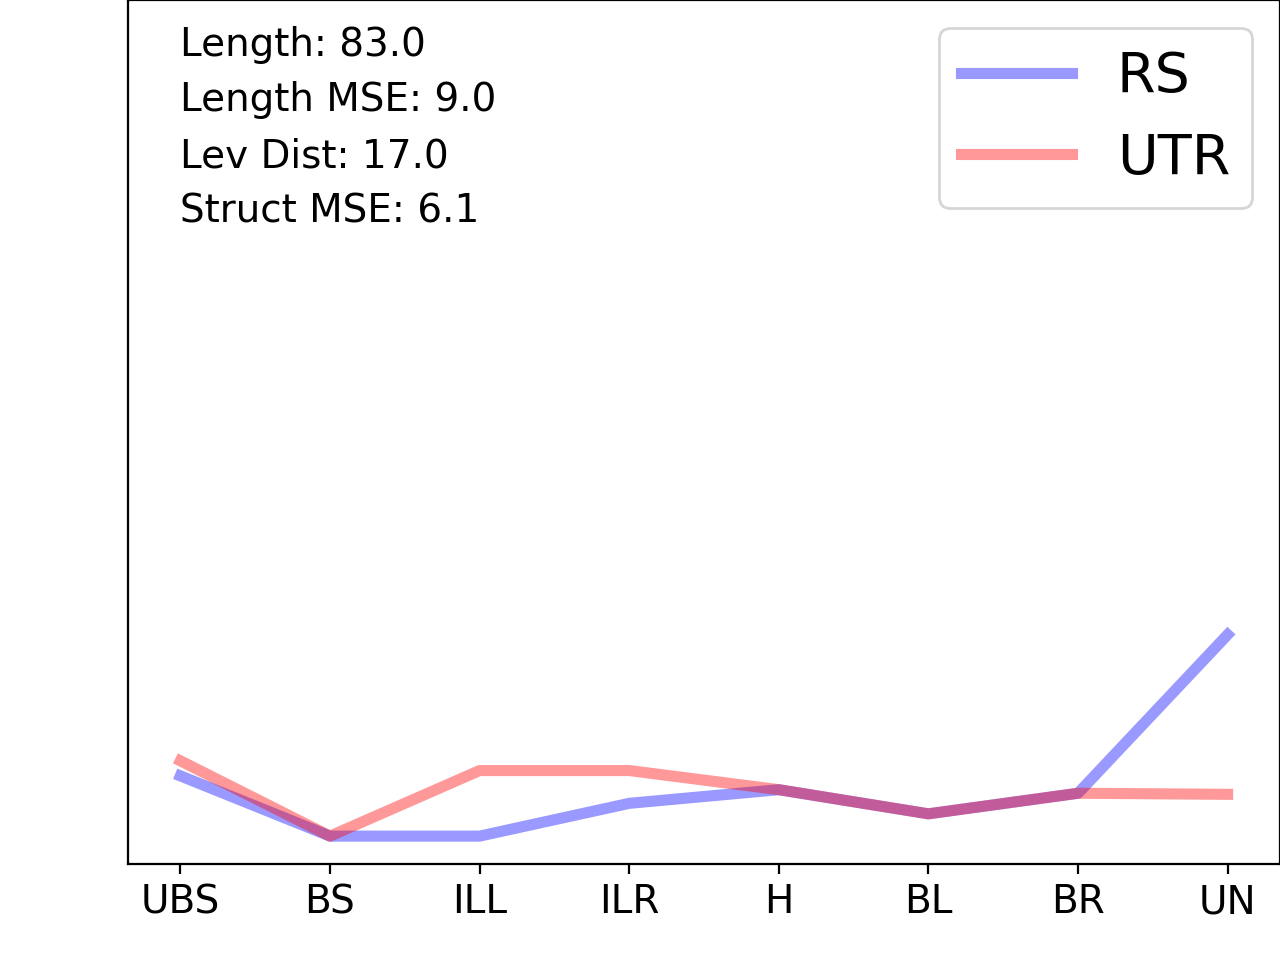 Length: 83.0
Length MSE: 9.0
Lev Dist: 17.0
Struct MSE: 6.1
RS
UTR
UBS BS ILL ILR H BL BR UN